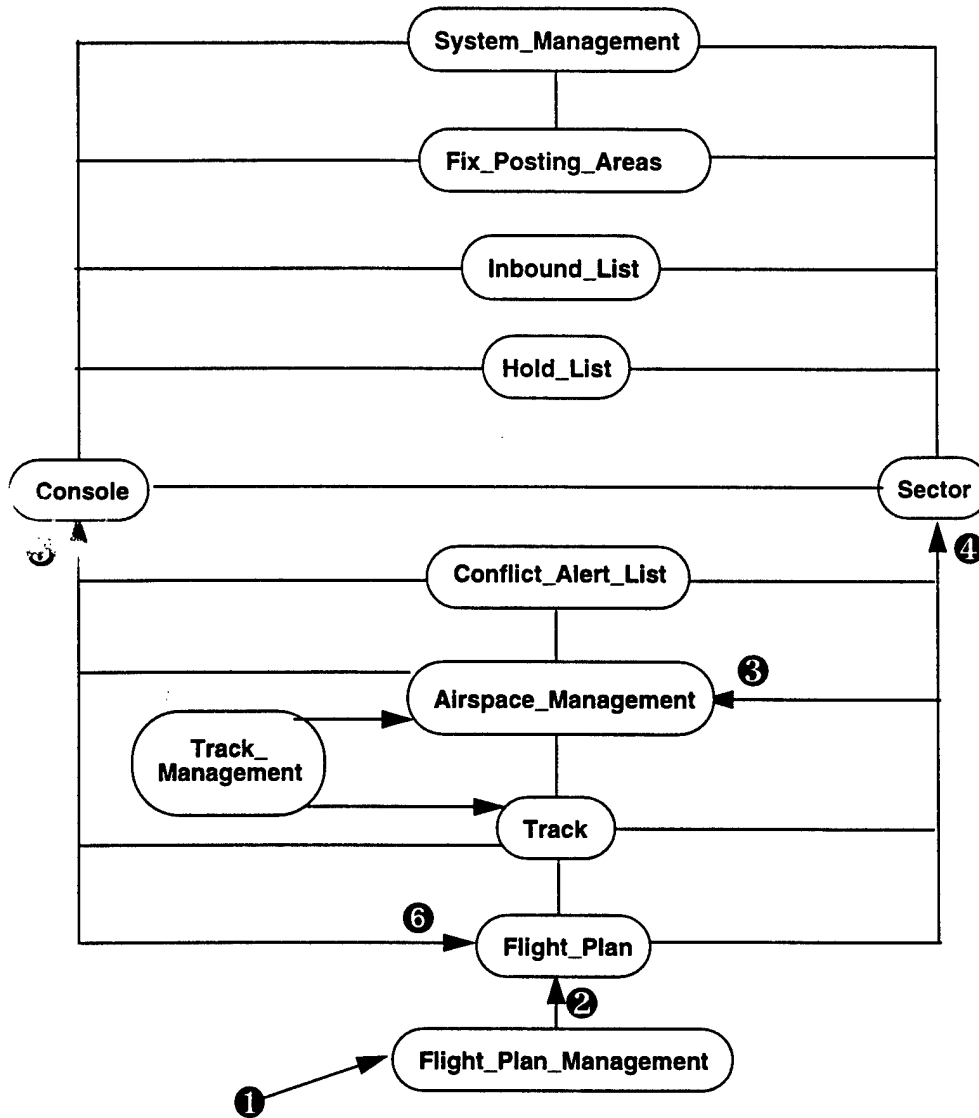 System_Management
Fix_Posting_Areas
Inbound_List
Hold_List
Console
Sector
4
Conflict_Alert_List
3
Airspace_Management
Track_
Management
Track
6
Flight_Plan
2
Flight_Plan_Management
1